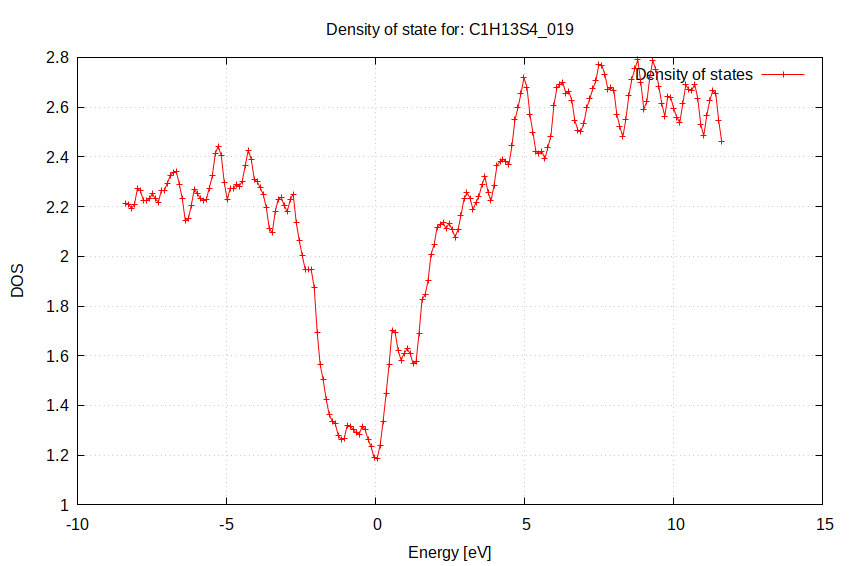 Density of state for: C1H13S4_019
Density of states
2.8
2.6
2.4
2.2
2
1.8
1.6
1.4
1.2
1
DOS
-10 -5 0 5 10 15
Energy [eV]